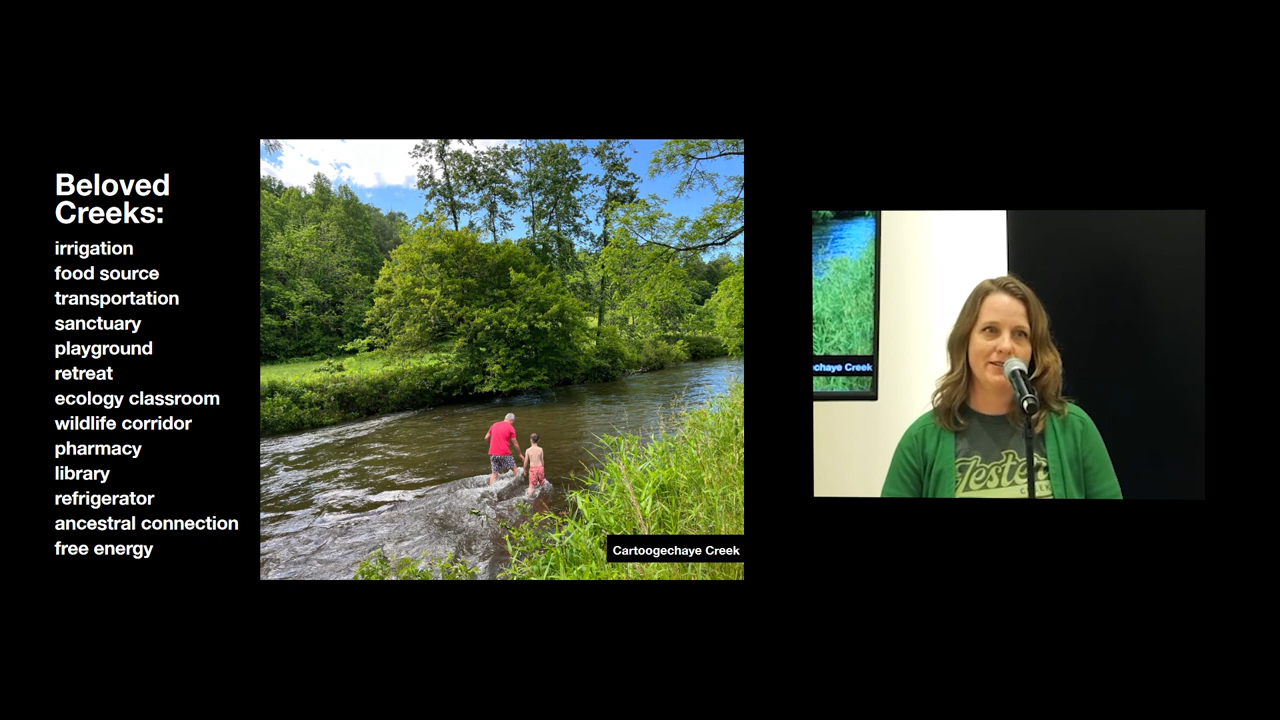 Beloved
Creeks:
irrigation
food source
transportation
sanctuary
playground
retreat
ecology classroom
wildlife corridor
pharmacy
library
refrigerator
ancestral connection
free energy
Cartoogechaye Creek
chaye Creek
Jester